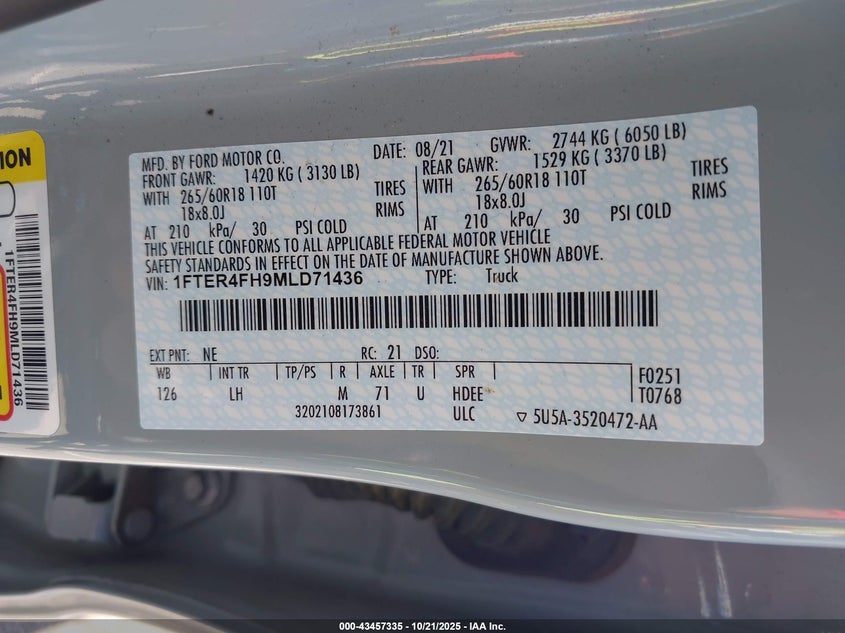 MFD. BY FORD MOTOR CO.
DATE: 08/21 GVWR: 2744 KG ( 6050 LB)
FRONT GAWR: 1420 KG ( 3130 LB)
REAR GAWR: 1529 KG ( 3370 LB)
WITH 265/60R18 110T TIRES
WITH 265/60R18 110T TIRES
18x8.0J RIMS
18x8.0J RIMS
AT 210 kPa/ 30 PSI COLD
AT 210 kPa/ 30 PSI COLD
THIS VEHICLE CONFORMS TO ALL APPLICABLE FEDERAL MOTOR VEHICLE
SAFETY STANDARDS IN EFFECT ON THE DATE OF MANUFACTURE SHOWN ABOVE.
VIN: 1FTER4FH9MLD71436 TYPE: Truck
EXT PNT: NE RC: 21 DSO:
WB | INT TR | TP/PS | R | AXLE | TR | SPR
126 LH M 71 U HDEE
F0251
T0768
3202108173861 ULC ▽ 5U5A-3520472-AA
ION
1FTER4FH9MLD71436
000-43457335 - 10/21/2025 - IAA Inc.